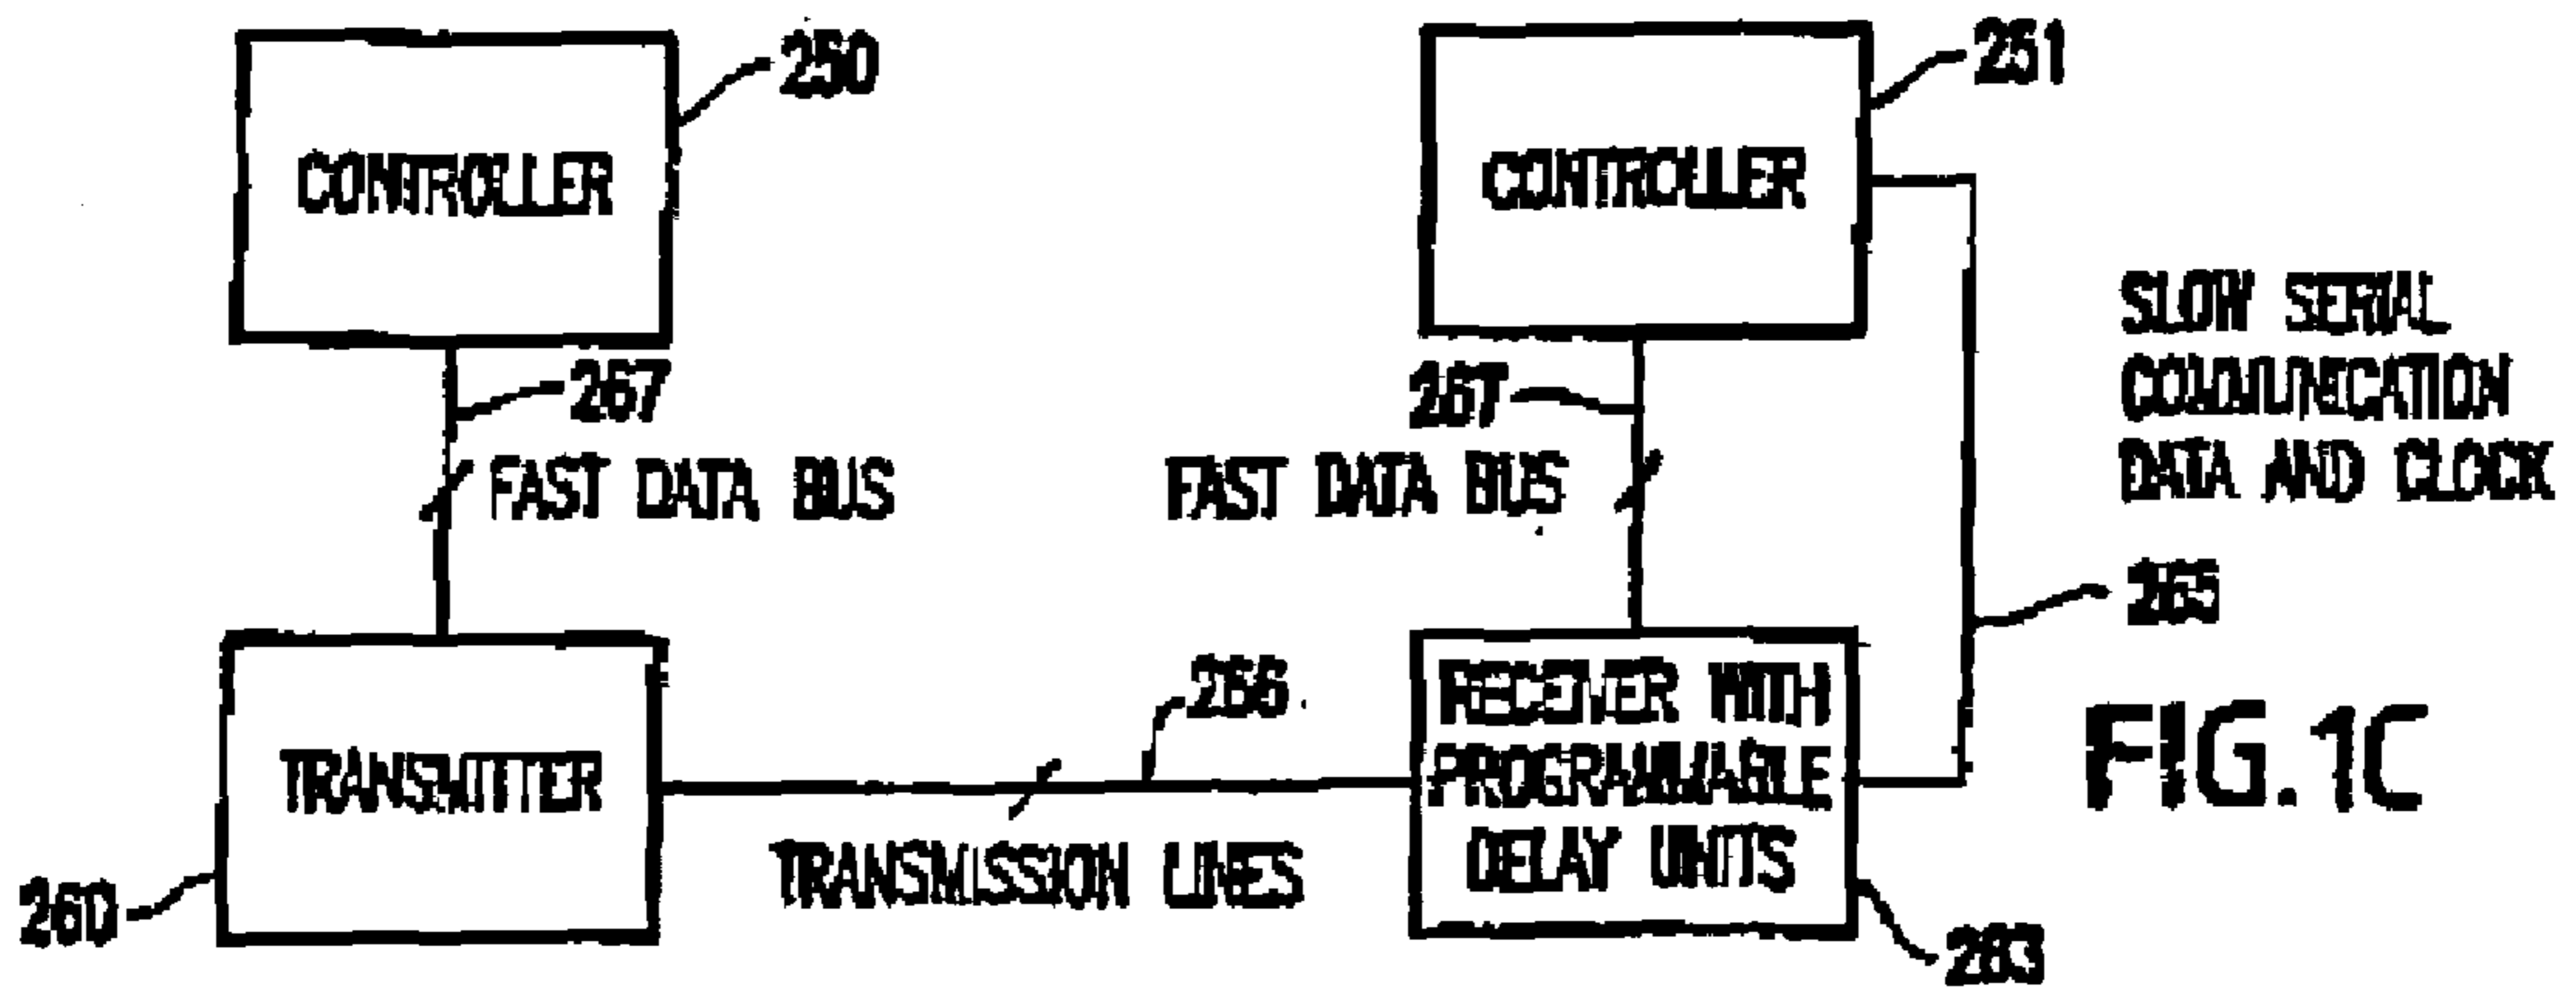 250
CONTROLLER
251
CONTROLLER
267
FAST DATA BUS
267
FAST DATA BUS
SLOW SERIAL
COMMUNICATION
DATA AND CLOCK
265
TRANSMITTER
260
266
TRANSMISSION LINES
RECEIVER WITH
PROGRAMMABLE
DELAY UNITS
263
FIG.1C